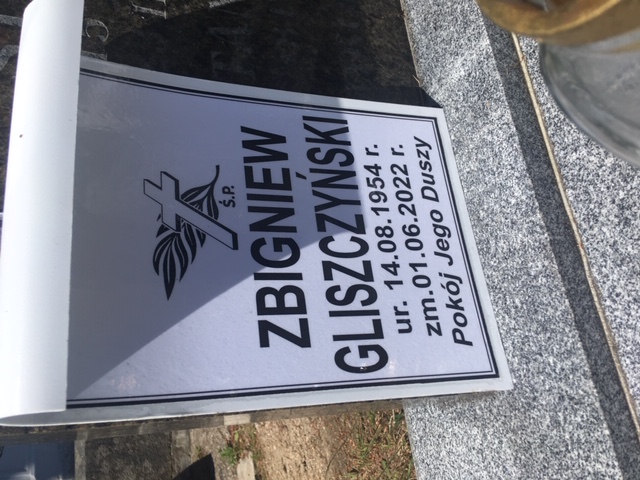 Ś.P.
ZBIGNIEW
GLISZCZYŃSKI
ur. 14.08.1954 r.
zm.01.06.2022 r.
Pokój Jego Duszy